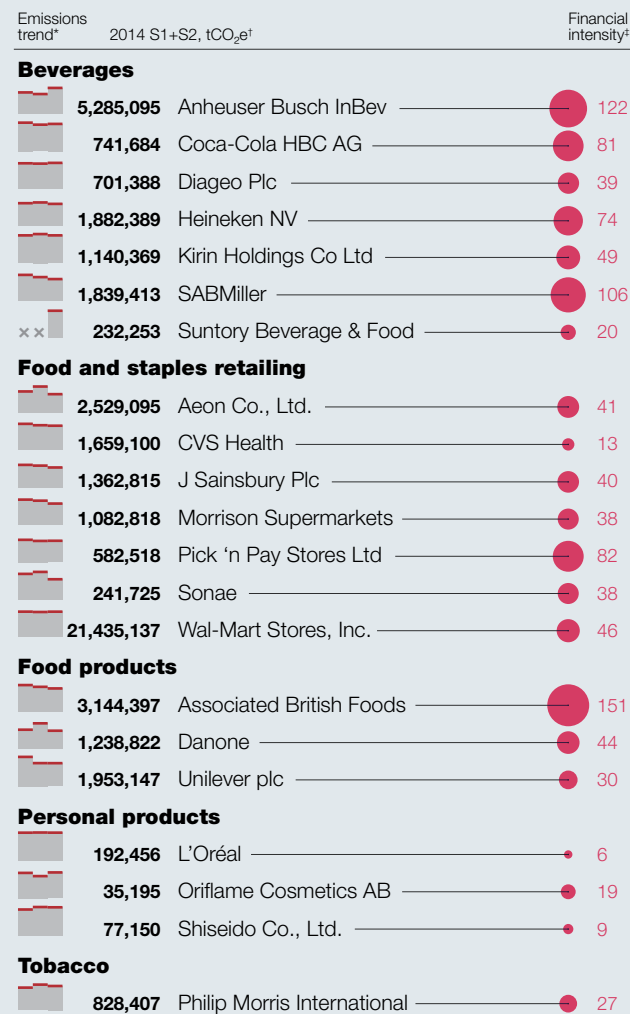 Emissions
trend* 2014 S1+S2, tCO₂e† Financial
intensity‡
Beverages
5,285,095 Anheuser Busch InBev 122
741,684 Coca-Cola HBC AG 81
701,388 Diageo Plc 39
1,882,389 Heineken NV 74
1,140,369 Kirin Holdings Co Ltd 49
1,839,413 SABMiller 106
×× 232,253 Suntory Beverage & Food 20
Food and staples retailing
2,529,095 Aeon Co., Ltd. 41
1,659,100 CVS Health 13
1,362,815 J Sainsbury Plc 40
1,082,818 Morrison Supermarkets 38
582,518 Pick ‘n Pay Stores Ltd 82
241,725 Sonae 38
21,435,137 Wal-Mart Stores, Inc. 46
Food products
3,144,397 Associated British Foods 151
1,238,822 Danone 44
1,953,147 Unilever plc 30
Personal products
192,456 L’Oréal 6
35,195 Oriflame Cosmetics AB 19
77,150 Shiseido Co., Ltd. 9
Tobacco
828,407 Philip Morris International 27